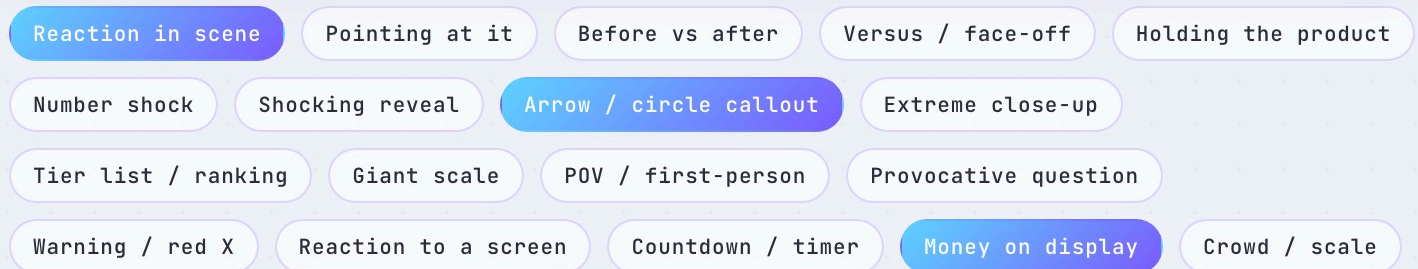 Reaction in scene Pointing at it Before vs after Versus / face-off Holding the product
Number shock Shocking reveal Arrow / circle callout Extreme close-up
Tier list / ranking Giant scale POV / first-person Provocative question
Warning / red X Reaction to a screen Countdown / timer Money on display Crowd / scale